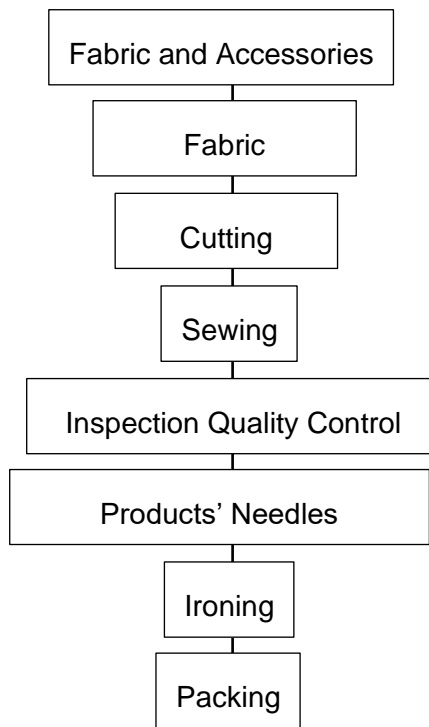 Fabric and Accessories
Fabric
Cutting
Sewing
Inspection Quality Control
Products’ Needles
Ironing
Packing